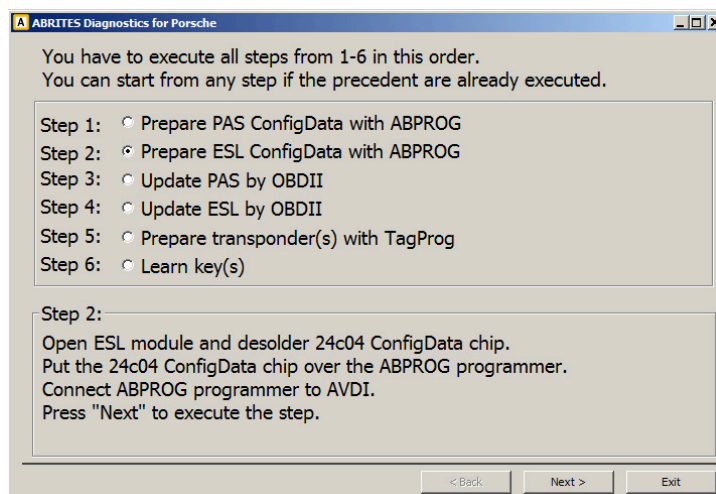 A ABRITES Diagnostics for Porsche
You have to execute all steps from 1-6 in this order.
You can start from any step if the precedent are already executed.
Step 1: Prepare PAS ConfigData with ABPROG
Step 2: Prepare ESL ConfigData with ABPROG
Step 3: Update PAS by OBDII
Step 4: Update ESL by OBDII
Step 5: Prepare transponder(s) with TagProg
Step 6: Learn key(s)
Step 2:
Open ESL module and desolder 24c04 ConfigData chip.
Put the 24c04 ConfigData chip over the ABPROG programmer.
Connect ABPROG programmer to AVDI.
Press "Next" to execute the step.
< Back Next > Exit